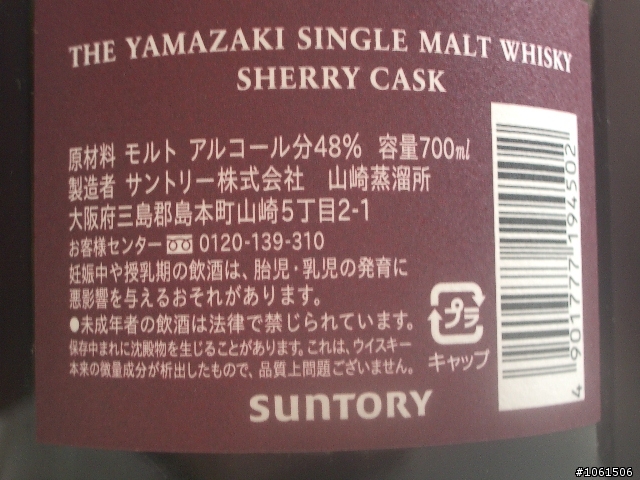 THE YAMAZAKI SINGLE MALT WHISKY
SHERRY CASK
原材料 モルト アルコール分48% 容量700ml
製造者 サントリー株式会社 山崎蒸溜所
大阪府三島郡島本町山崎5丁目2-1
お客様センター 0120-139-310
妊娠中や授乳期の飲酒は、胎児・乳児の発育に
悪影響を与えるおそれがあります。
●未成年者の飲酒は法律で禁じられています。
保存中まれに沈殿物を生じることがあります。これは、ウイスキー
本来の微量成分が析出したもので、品質上問題ございません。
プラ
キャップ
4 901777 194502
SUNTORY
#1061506